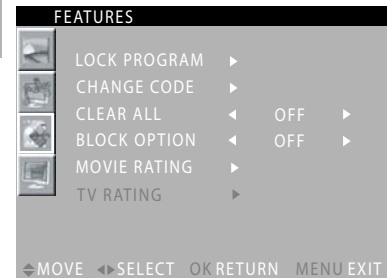 FEATURES
LOCK PROGRAM
CHANGE CODE
CLEAR ALL OFF
BLOCK OPTION OFF
MOVIE RATING
TV RATING
MOVE SELECT OK RETURN MENU EXIT